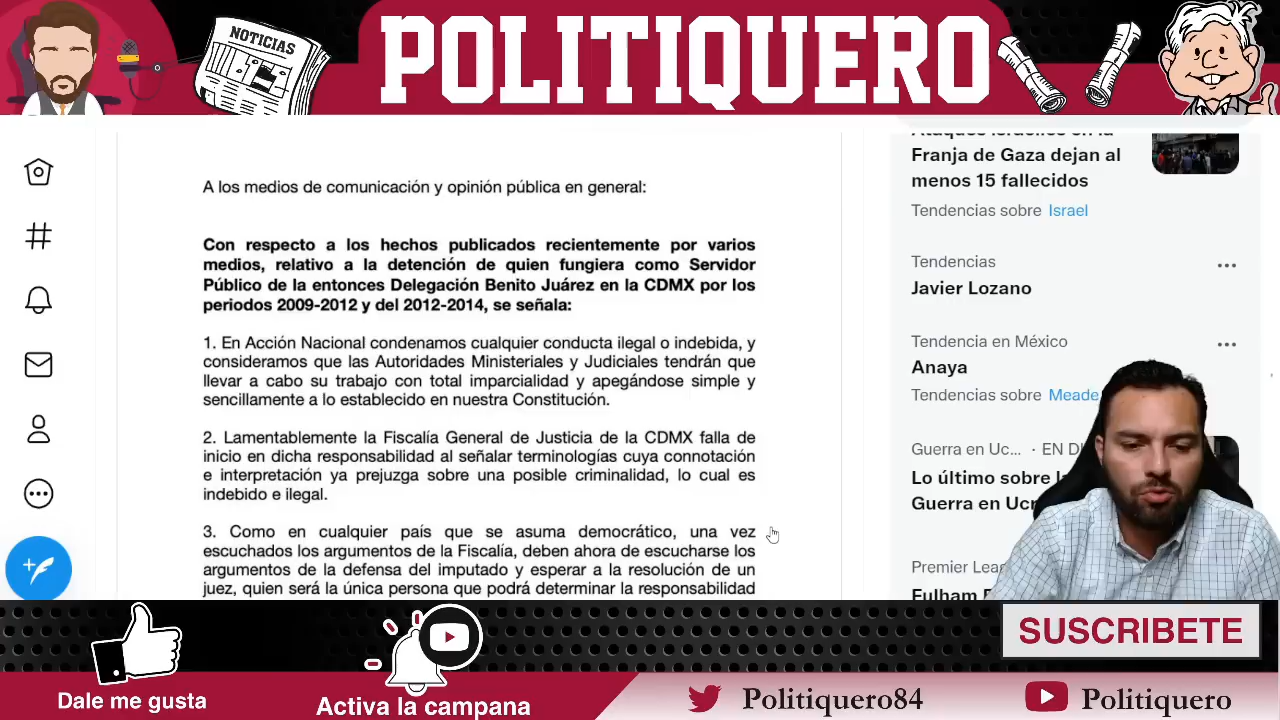 NOTICIAS
POLITIQUERO
A los medios de comunicación y opinión pública en general:
Con respecto a los hechos publicados recientemente por varios
medios, relativo a la detención de quien fungiera como Servidor
Público de la entonces Delegación Benito Juárez en la CDMX por los
periodos 2009-2012 y del 2012-2014, se señala:
1. En Acción Nacional condenamos cualquier conducta ilegal o indebida, y
consideramos que las Autoridades Ministeriales y Judiciales tendrán que
llevar a cabo su trabajo con total imparcialidad y apegándose simple y
sencillamente a lo establecido en nuestra Constitución.
2. Lamentablemente la Fiscalía General de Justicia de la CDMX falla de
inicio en dicha responsabilidad al señalar terminologías cuya connotación
e interpretación ya prejuzga sobre una posible criminalidad, lo cual es
indebido e ilegal.
3. Como en cualquier país que se asuma democrático, una vez
escuchados los argumentos de la Fiscalía, deben ahora de escucharse los
argumentos de la defensa del imputado y esperar a la resolución de un
juez, quien será la única persona que podrá determinar la responsabilidad
Ataques israelíes en la
Franja de Gaza dejan al
menos 15 fallecidos
Tendencias sobre Israel
Tendencias
Javier Lozano
Tendencia en México
Anaya
Tendencias sobre Meade
Guerra en Uc... · EN
Lo último sobre
Guerra en
Premier
Fulham
SUSCRIBETE
Dale me gusta
Activa la campana
Politiquero84
Politiquero